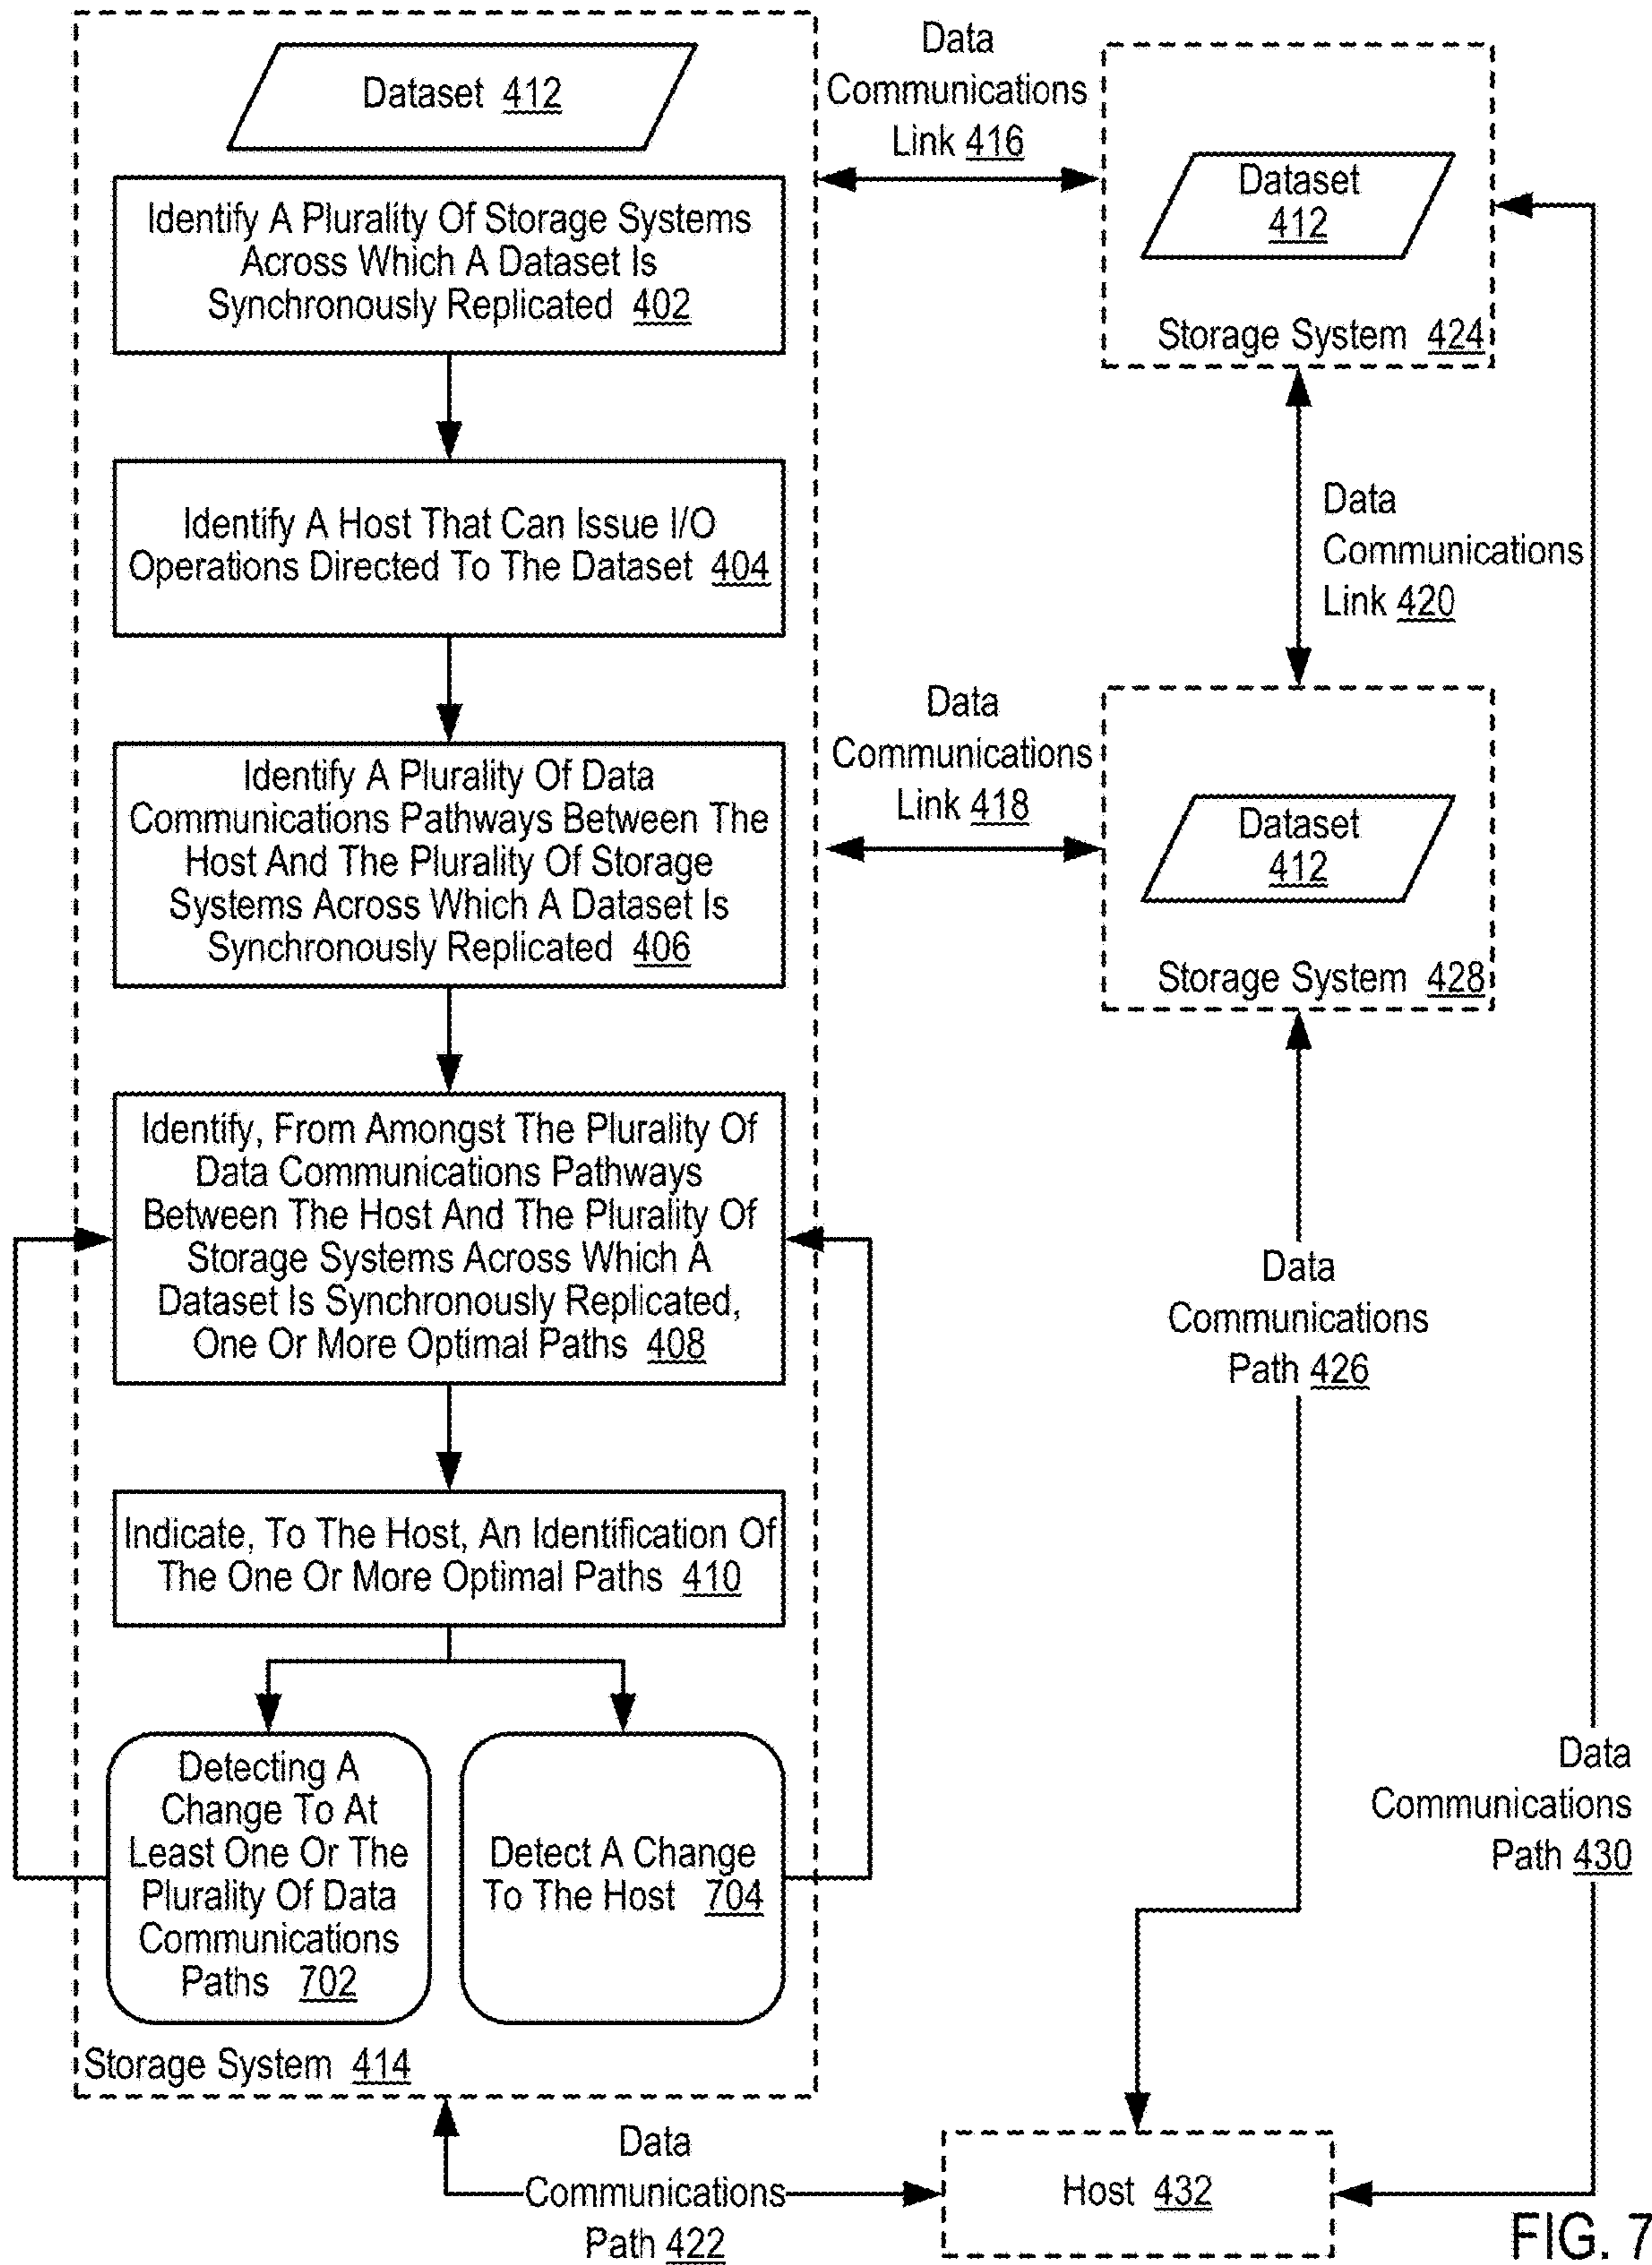 Dataset 412
Identify A Plurality Of Storage Systems
Across Which A Dataset Is
Synchronously Replicated 402
Identify A Host That Can Issue I/O
Operations Directed To The Dataset 404
Identify A Plurality Of Data
Communications Pathways Between The
Host And The Plurality Of Storage
Systems Across Which A Dataset Is
Synchronously Replicated 406
Identify, From Amongst The Plurality Of
Data Communications Pathways
Between The Host And The Plurality Of
Storage Systems Across Which A
Dataset Is Synchronously Replicated,
One Or More Optimal Paths 408
Indicate, To The Host, An Identification Of
The One Or More Optimal Paths 410
Detecting A
Change To At
Least One Or The
Plurality Of Data
Communications
Paths 702
Detect A Change
To The Host 704
Storage System 414
Data
Communications
Link 416
Dataset
412
Storage System 424
Data
Communications
Link 420
Data
Communications
Link 418
Dataset
412
Storage System 428
Data
Communications
Path 426
Data
Communications
Path 430
Data
Communications
Path 422
Host 432
FIG. 7